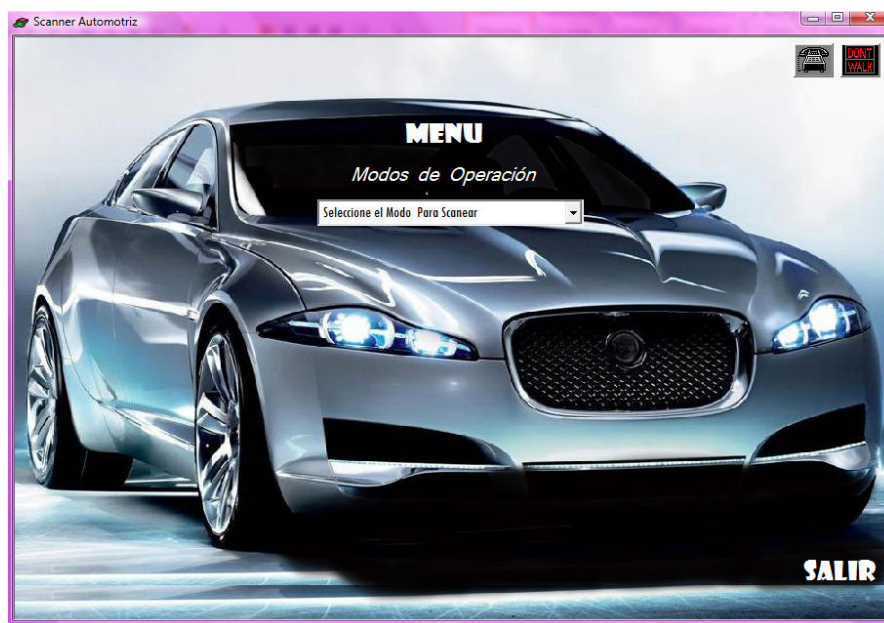 Scanner Automotriz
DONT
WALK
MENU
Modos de Operación
Seleccione el Modo Para Scanear
SALIR